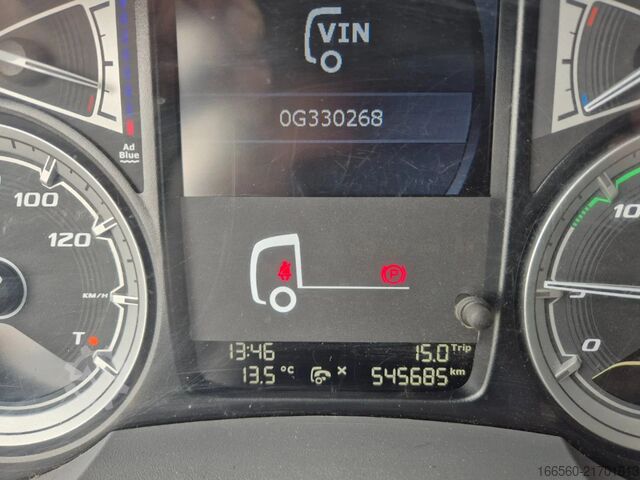 VIN
0G330268
Ad
Blue
100
120
KM/H
T
10
5
0
P
13:46
15.0 Trip
13.5 °C
× 545685 km
166560-21701813